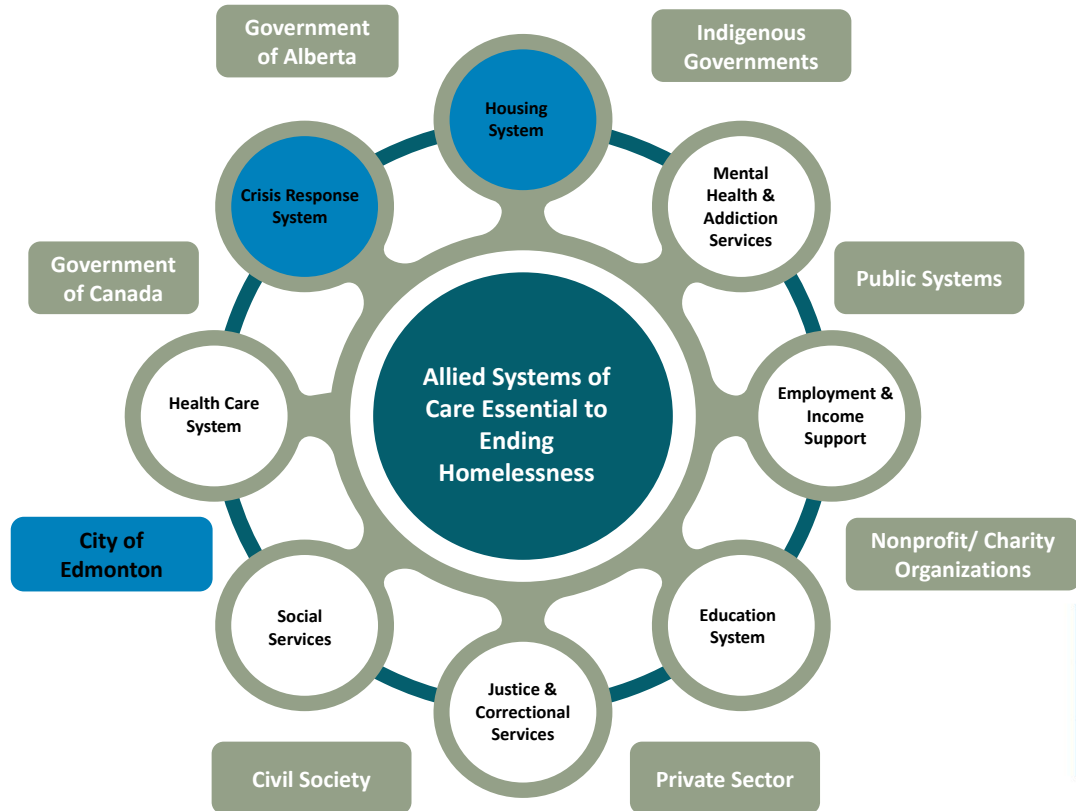 Government
of Alberta
Indigenous
Governments
Housing
System
Crisis Response
System
Mental
Health &
Addiction
Services
Government
of Canada
Public Systems
Allied Systems of
Care Essential to
Ending
Homelessness
Health Care
System
Employment &
Income
Support
City of
Edmonton
Nonprofit/ Charity
Organizations
Social
Services
Education
System
Justice &
Correctional
Services
Civil Society
Private Sector